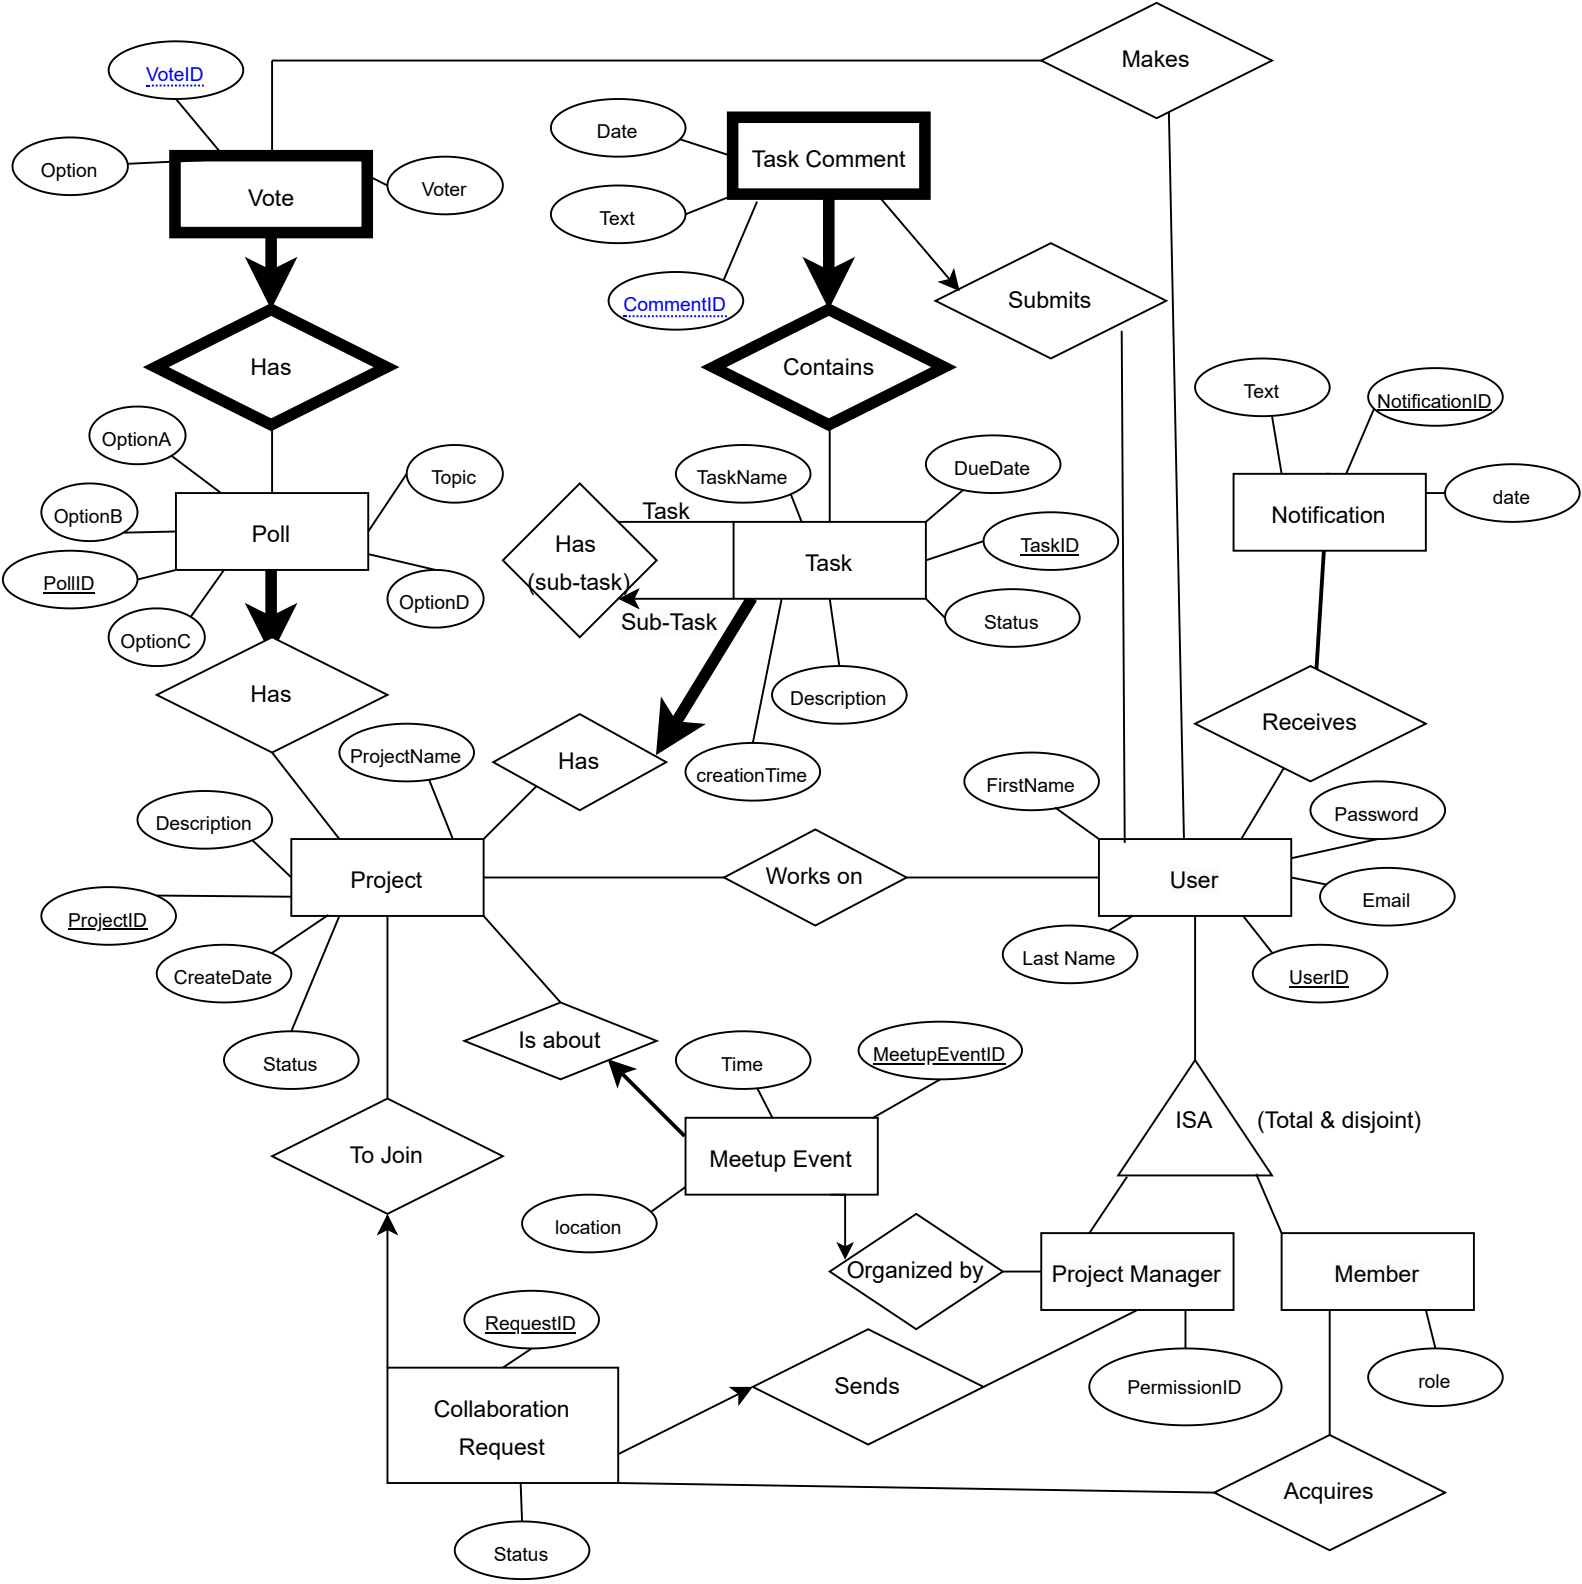 Makes
VoteID
Date
Task Comment
Option
Vote
Voter
Text
CommentID
Submits
Has
Contains
Text
NotificationID
OptionA
Topic
TaskName
DueDate
date
OptionB
Task
Notification
Poll
Has
(sub-task)
Task
TaskID
PollID
OptionD
Sub-Task
Status
OptionC
Has
Description
Receives
ProjectName
Has
creationTime
FirstName
Password
Description
Project
Works on
User
Email
ProjectID
CreateDate
Last Name
UserID
Is about
Status
Time
MeetupEventID
ISA
(Total & disjoint)
To Join
Meetup Event
location
Organized by
Project Manager
Member
RequestID
Sends
PermissionID
role
Collaboration
Request
Acquires
Status